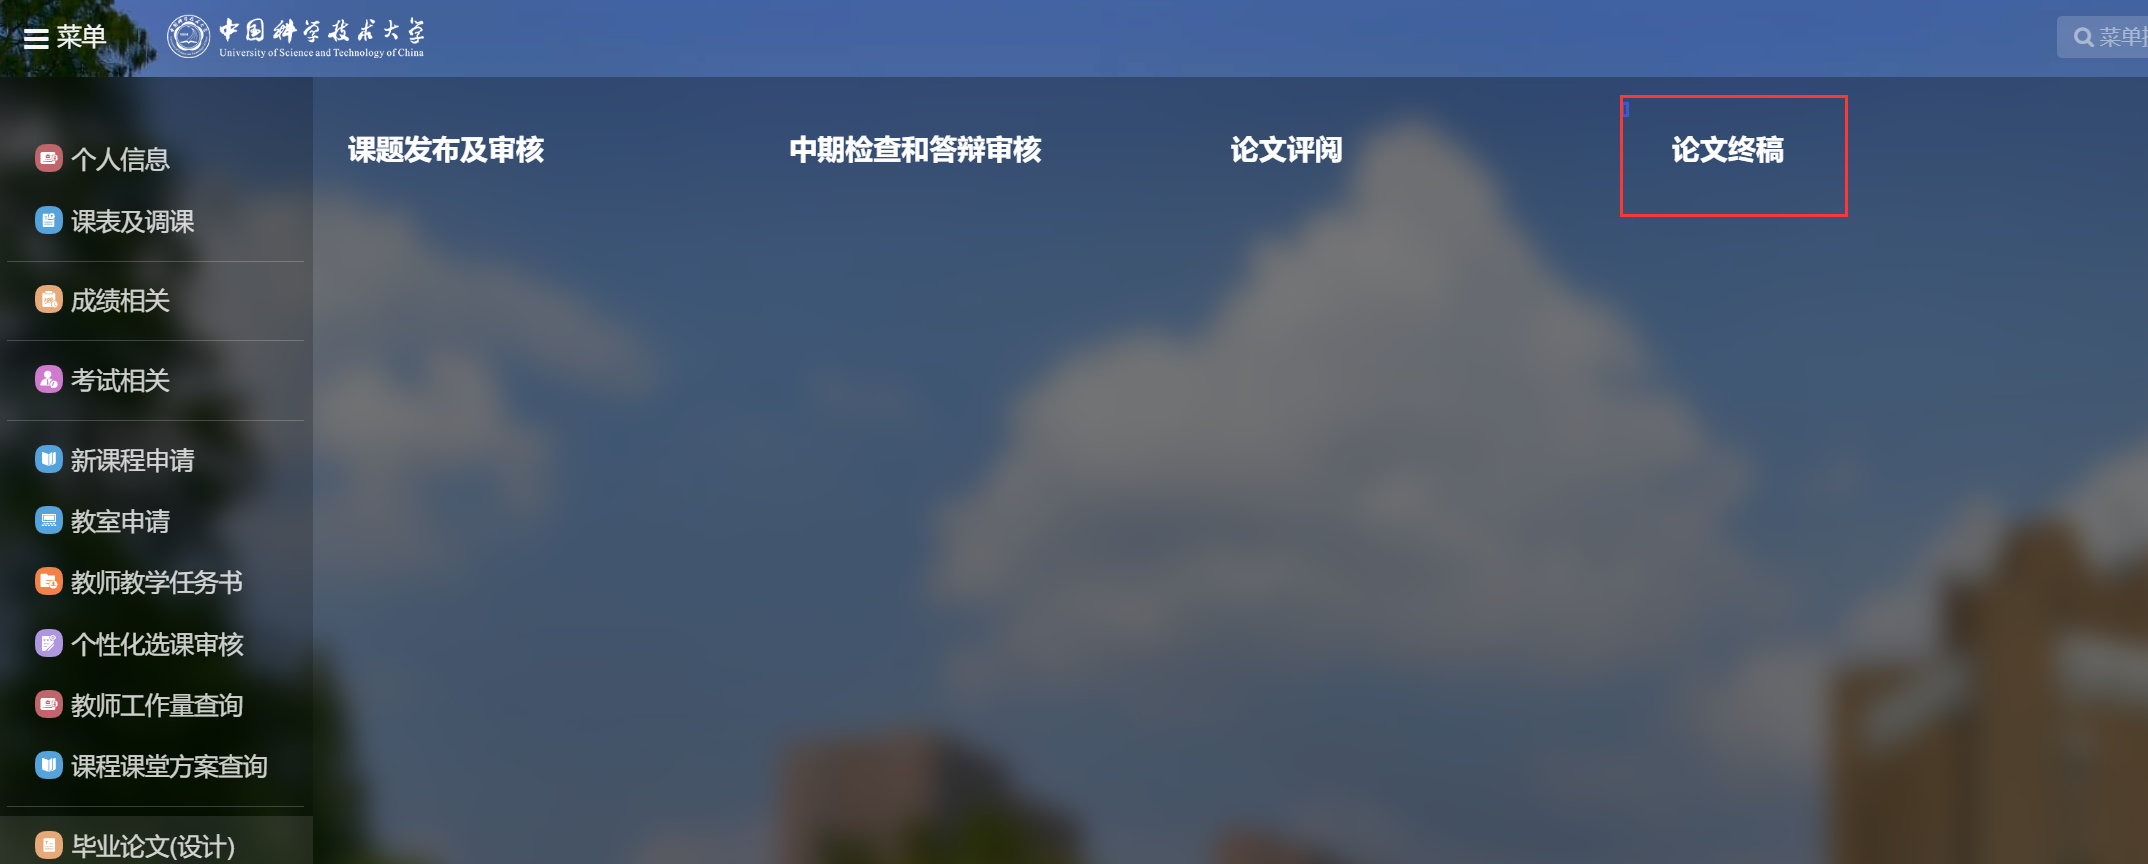 菜单
中国科学技术大学
University of Science and Technology of China
菜单
课题发布及审核
中期检查和答辩审核
论文评阅
论文终稿
个人信息
课表及调课
成绩相关
考试相关
新课程申请
教室申请
教师教学任务书
个性化选课审核
教师工作量查询
课程课堂方案查询
毕业论文(设计)